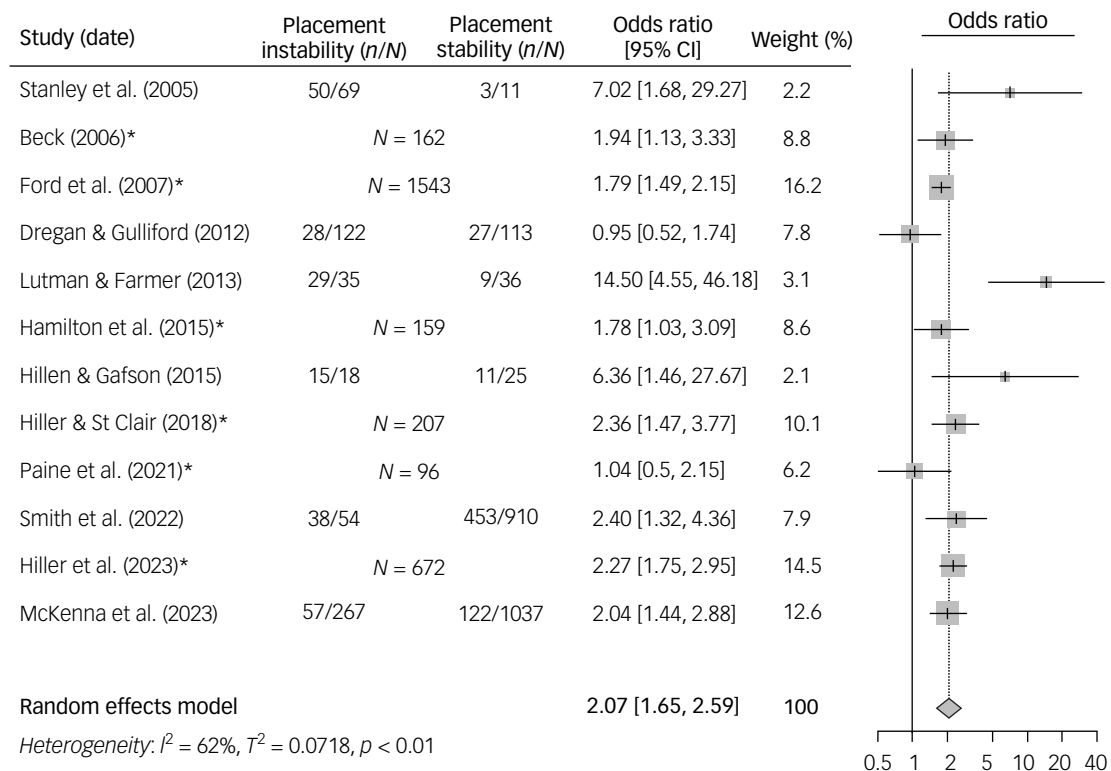 Study (date) Placement instability (n/N) Placement stability (n/N) Odds ratio [95% CI] Weight (%) Odds ratio
Stanley et al. (2005) 50/69 3/11 7.02 [1.68, 29.27] 2.2
Beck (2006)* N = 162 1.94 [1.13, 3.33] 8.8
Ford et al. (2007)* N = 1543 1.79 [1.49, 2.15] 16.2
Dregan & Gulliford (2012) 28/122 27/113 0.95 [0.52, 1.74] 7.8
Lutman & Farmer (2013) 29/35 9/36 14.50 [4.55, 46.18] 3.1
Hamilton et al. (2015)* N = 159 1.78 [1.03, 3.09] 8.6
Hillen & Gafson (2015) 15/18 11/25 6.36 [1.46, 27.67] 2.1
Hiller & St Clair (2018)* N = 207 2.36 [1.47, 3.77] 10.1
Paine et al. (2021)* N = 96 1.04 [0.5, 2.15] 6.2
Smith et al. (2022) 38/54 453/910 2.40 [1.32, 4.36] 7.9
Hiller et al. (2023)* N = 672 2.27 [1.75, 2.95] 14.5
McKenna et al. (2023) 57/267 122/1037 2.04 [1.44, 2.88] 12.6
Random effects model 2.07 [1.65, 2.59] 100
Heterogeneity: I² = 62%, T² = 0.0718, p < 0.01
0.5 1 2 5 10 20 40